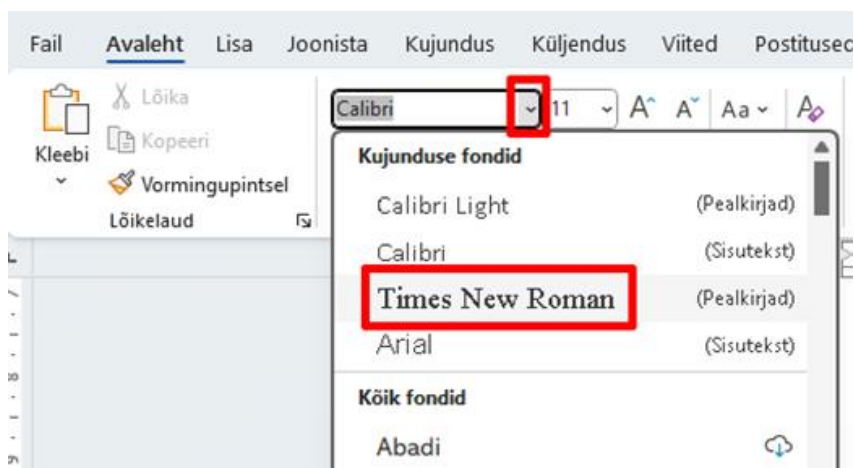 Fail Avaleht Lisa Joonista Kujundus Küljendus Viited Postitused
Lõika
Kopeeri
Kleebi
Vormingupintsel
Lõikelaud
Calibri 11 A A Aa A
Kujunduse fondid
Calibri Light (Pealkirjad)
Calibri (Sisutekst)
Times New Roman (Pealkirjad)
Arial (Sisutekst)
Kõik fondid
Abadi